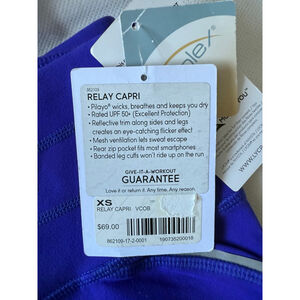 plex®
862109
RELAY CAPRI
• Pilayo® wicks, breathes and keeps you dry
• Rated UPF 50+ (Excellent Protection)
• Reflective trim along sides and legs
creates an eye-catching flicker effect
• Mesh ventilation lets sweat escape
• Rear zip pocket fits most smartphones
• Banded leg cuffs won't ride up on the run
GIVE-IT-A-WORKOUT
GUARANTEE
Love it or return it. Any time. Any reason.
XS
RELAY CAPRI VCOB
$69.00
862109-17-2-0001
190735200018